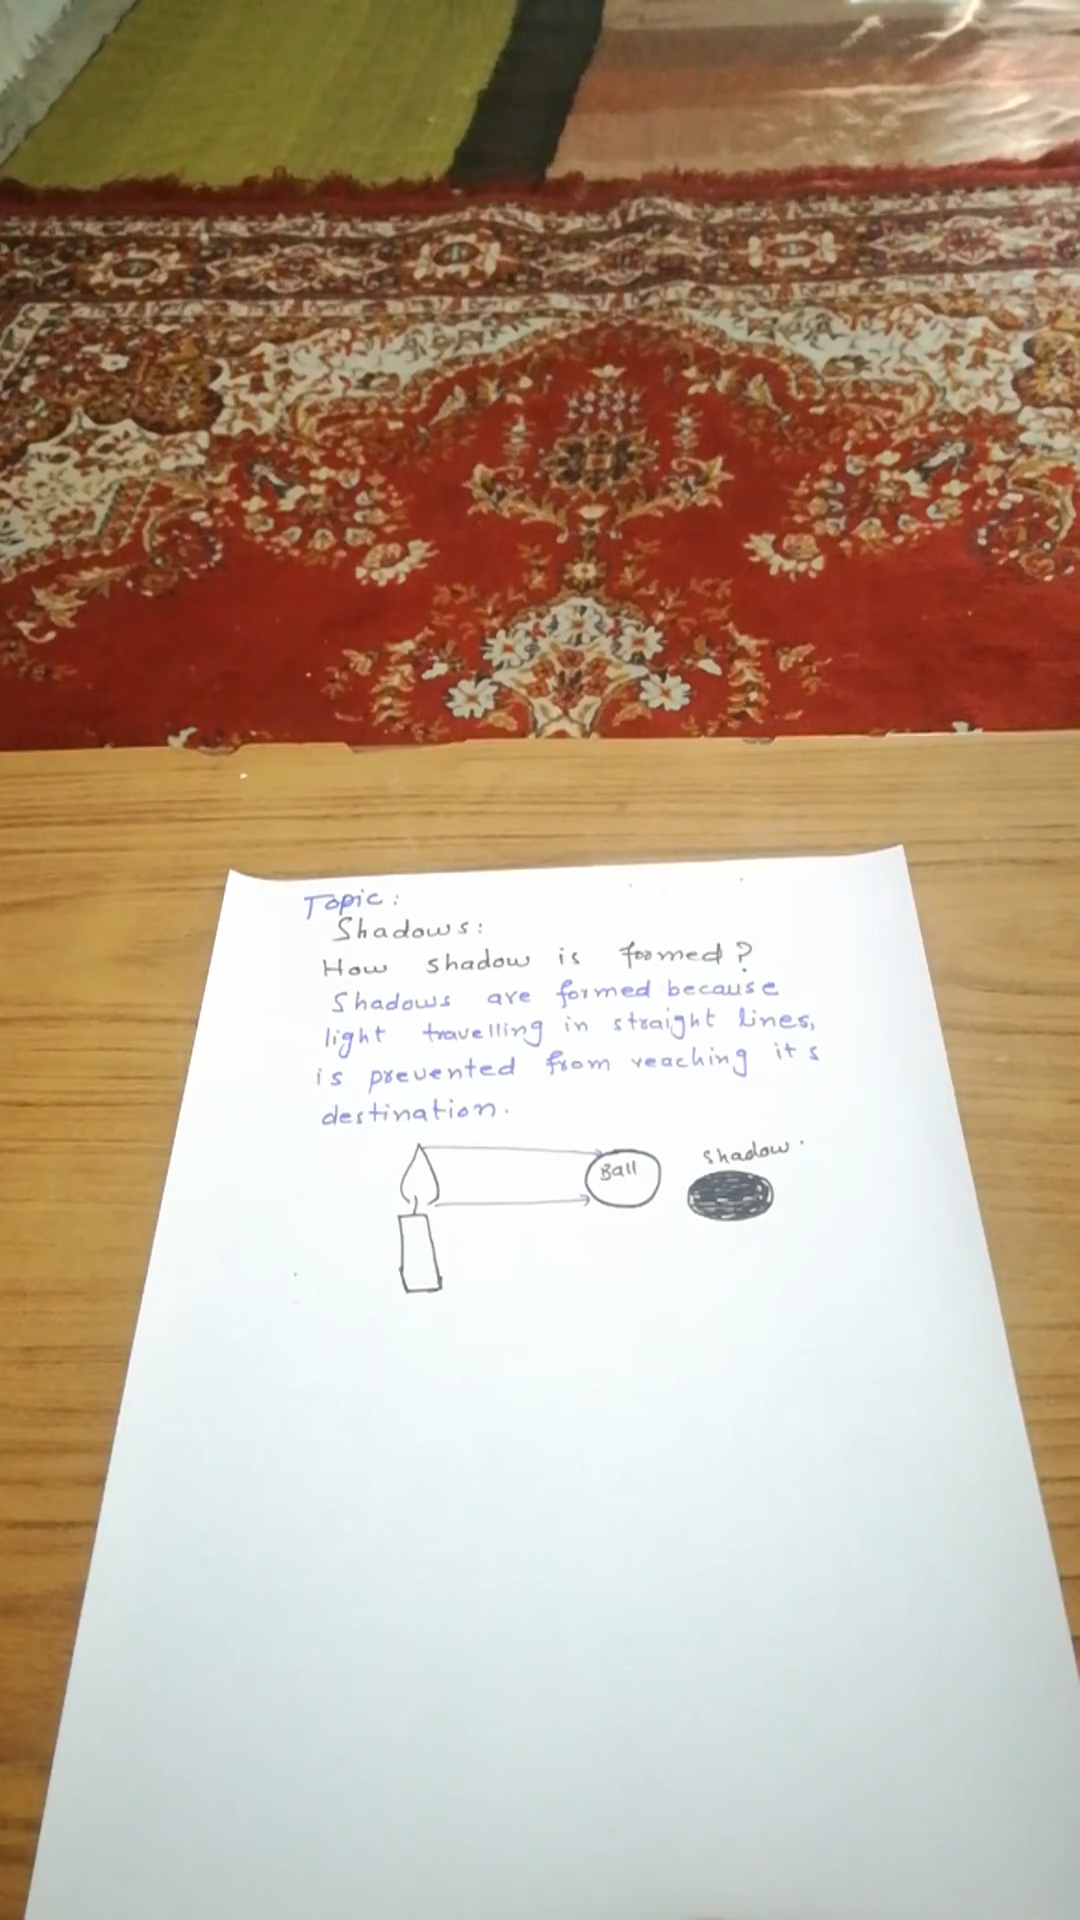 Topic:
Shadows:
How shadow is formed?
Shadows are formed because
light travelling in straight lines,
is prevented from reaching its
destination.
Ball
Shadow.